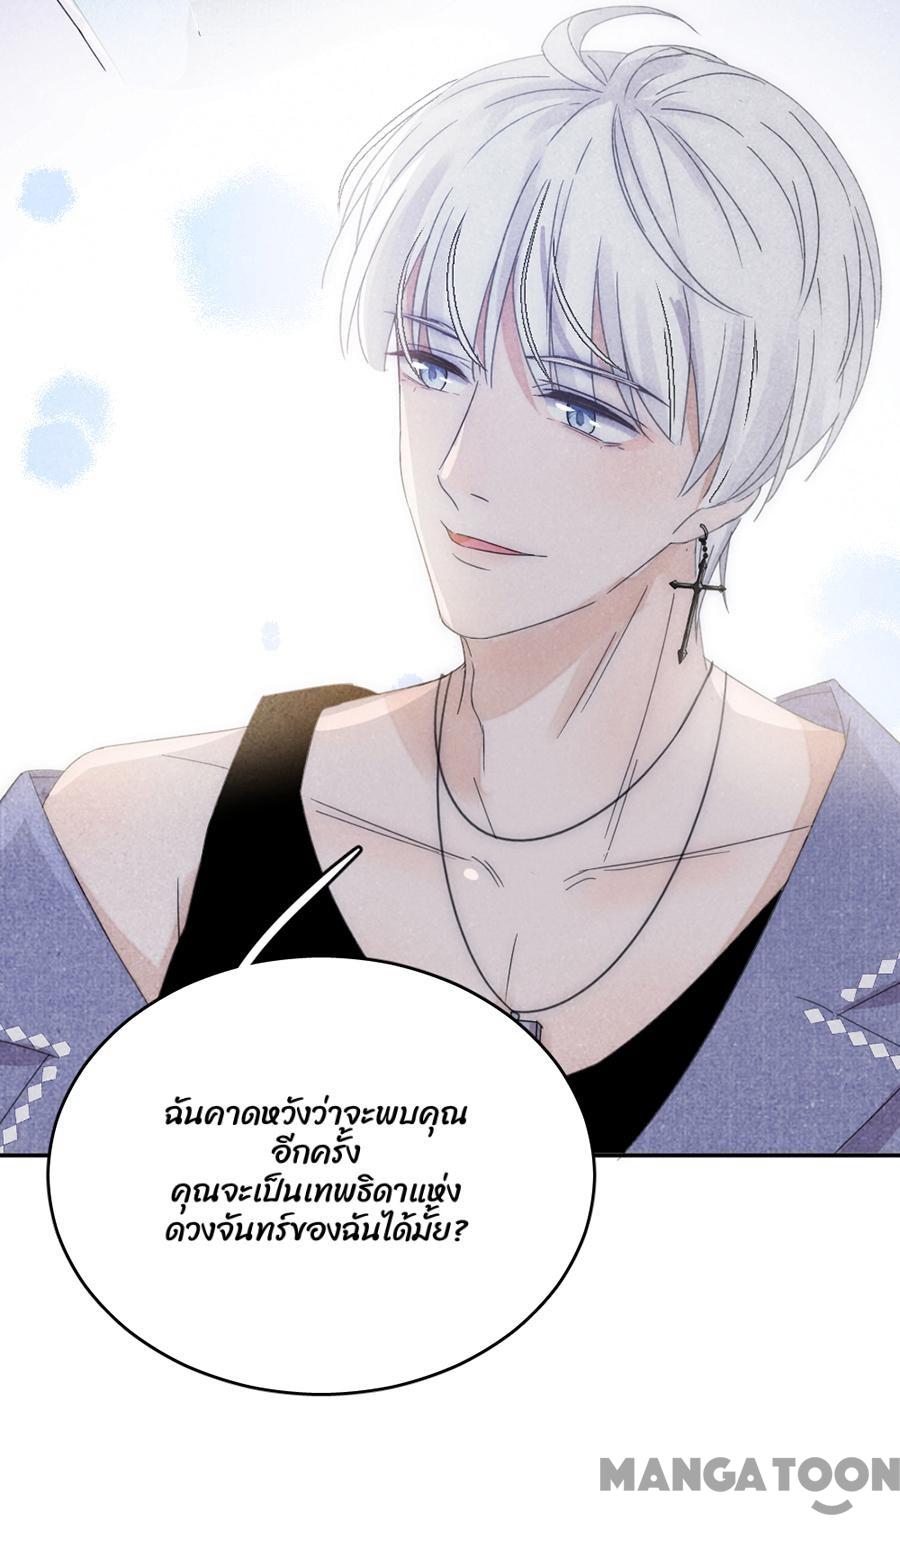 ฉันคาดหวังว่าจะพบคุณ
อีกครั้ง
คุณจะเป็นเทพธิดาแห่ง
ดวงจันทร์ของฉันได้มั้ย?
MANGATOON